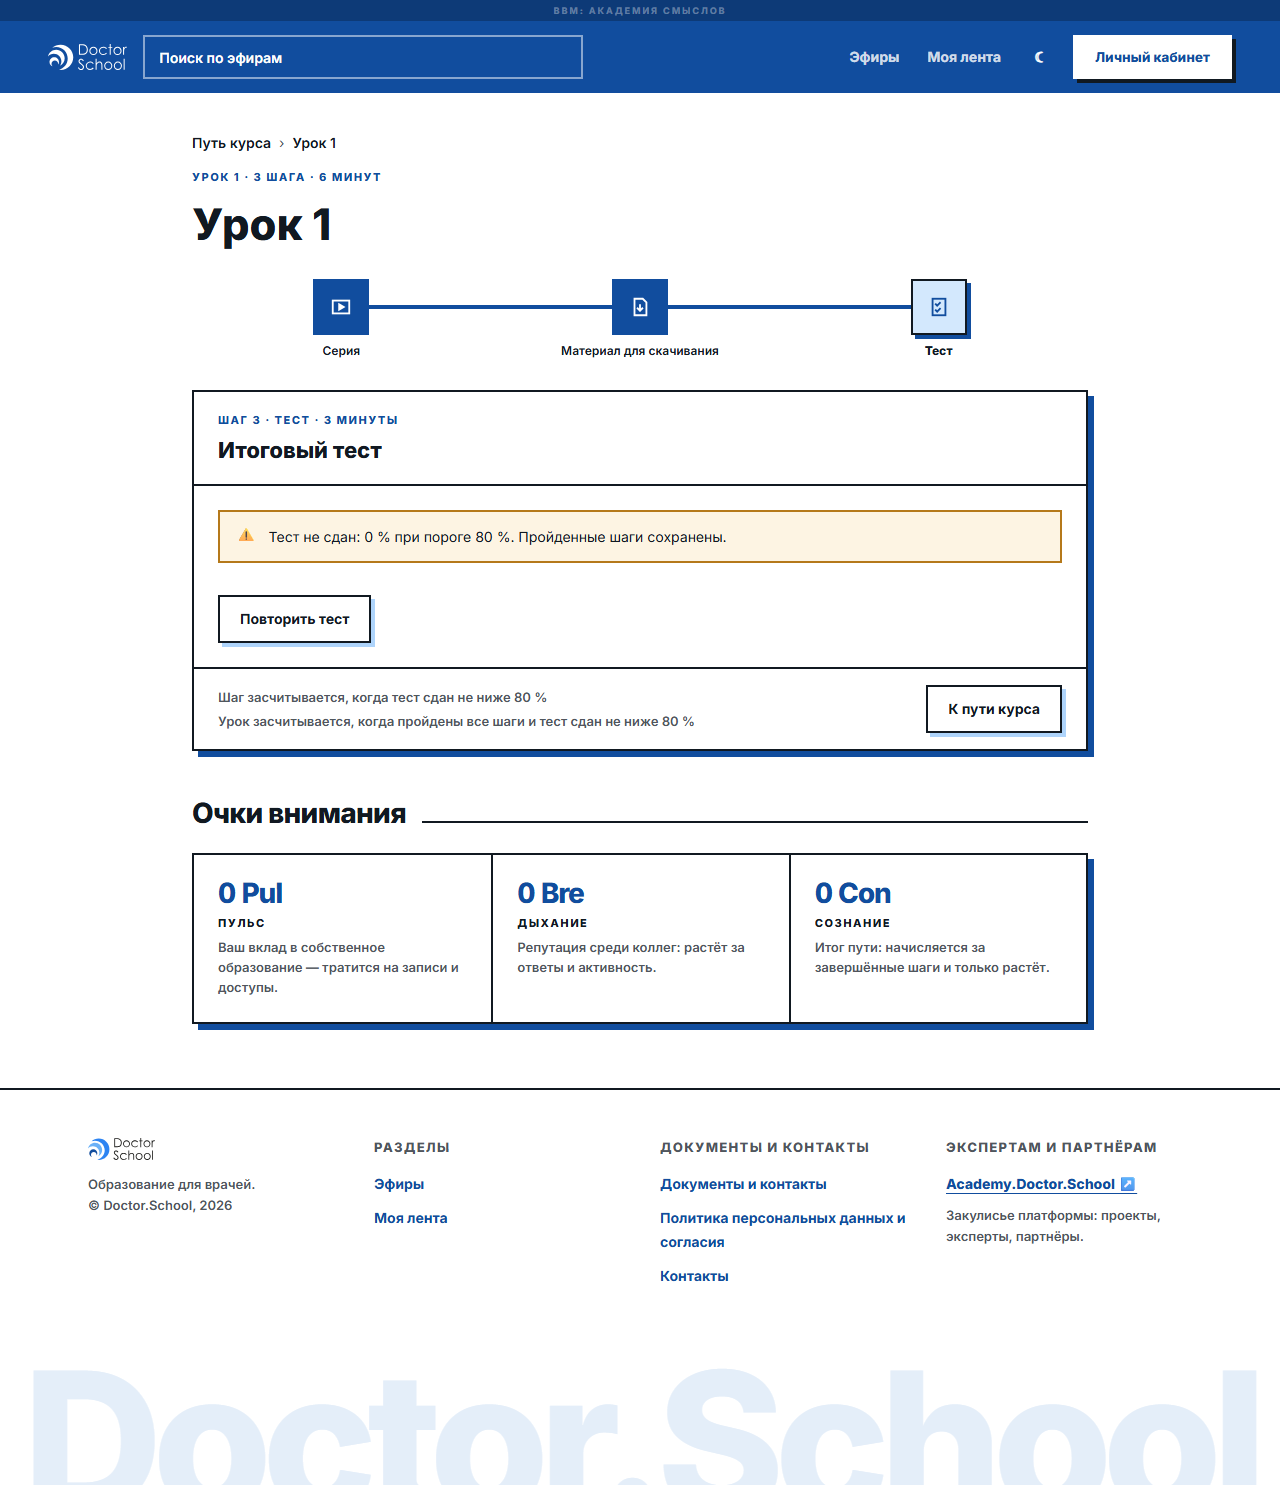 ВВМ: АКАДЕМИЯ СМЫСЛОВ
Doctor
School
Поиск по эфирам
Эфиры
Моя лента
Личный кабинет
Путь курса › Урок 1
УРОК 1 · 3 ШАГА · 6 МИНУТ
Урок 1
Серия
Материал для скачивания
Тест
ШАГ 3 · ТЕСТ · 3 МИНУТЫ
Итоговый тест
Тест не сдан: 0 % при пороге 80 %. Пройденные шаги сохранены.
Повторить тест
Шаг засчитывается, когда тест сдан не ниже 80 %
Урок засчитывается, когда пройдены все шаги и тест сдан не ниже 80 %
К пути курса
Очки внимания
0 Pul
ПУЛЬС
Ваш вклад в собственное
образование — тратится на записи и
доступы.
0 Bre
ДЫХАНИЕ
Репутация среди коллег: растёт за
ответы и активность.
0 Con
СОЗНАНИЕ
Итог пути: начисляется за
завершённые шаги и только растёт.
Doctor
School
Образование для врачей.
© Doctor.School, 2026
РАЗДЕЛЫ
Эфиры
Моя лента
ДОКУМЕНТЫ И КОНТАКТЫ
Документы и контакты
Политика персональных данных и
согласия
Контакты
ЭКСПЕРТАМ И ПАРТНЁРАМ
Academy.Doctor.School ↗
Закулисье платформы: проекты,
эксперты, партнёры.
Doctor.School